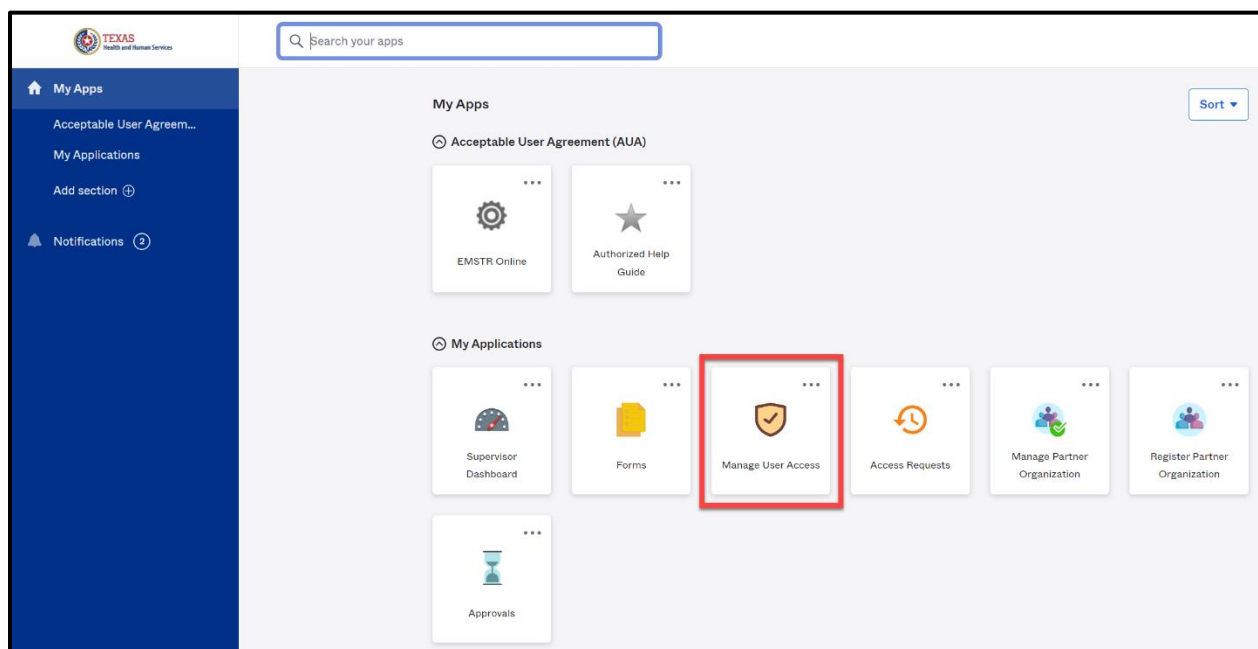 TEXAS
Health and Human Services
Search your apps
My Apps
Acceptable User Agreem...
My Applications
Add section
Notifications 2
My Apps
Sort
Acceptable User Agreement (AUA)
EMSTR Online
Authorized Help
Guide
My Applications
Supervisor
Dashboard
Forms
Manage User Access
Access Requests
Manage Partner
Organization
Register Partner
Organization
Approvals